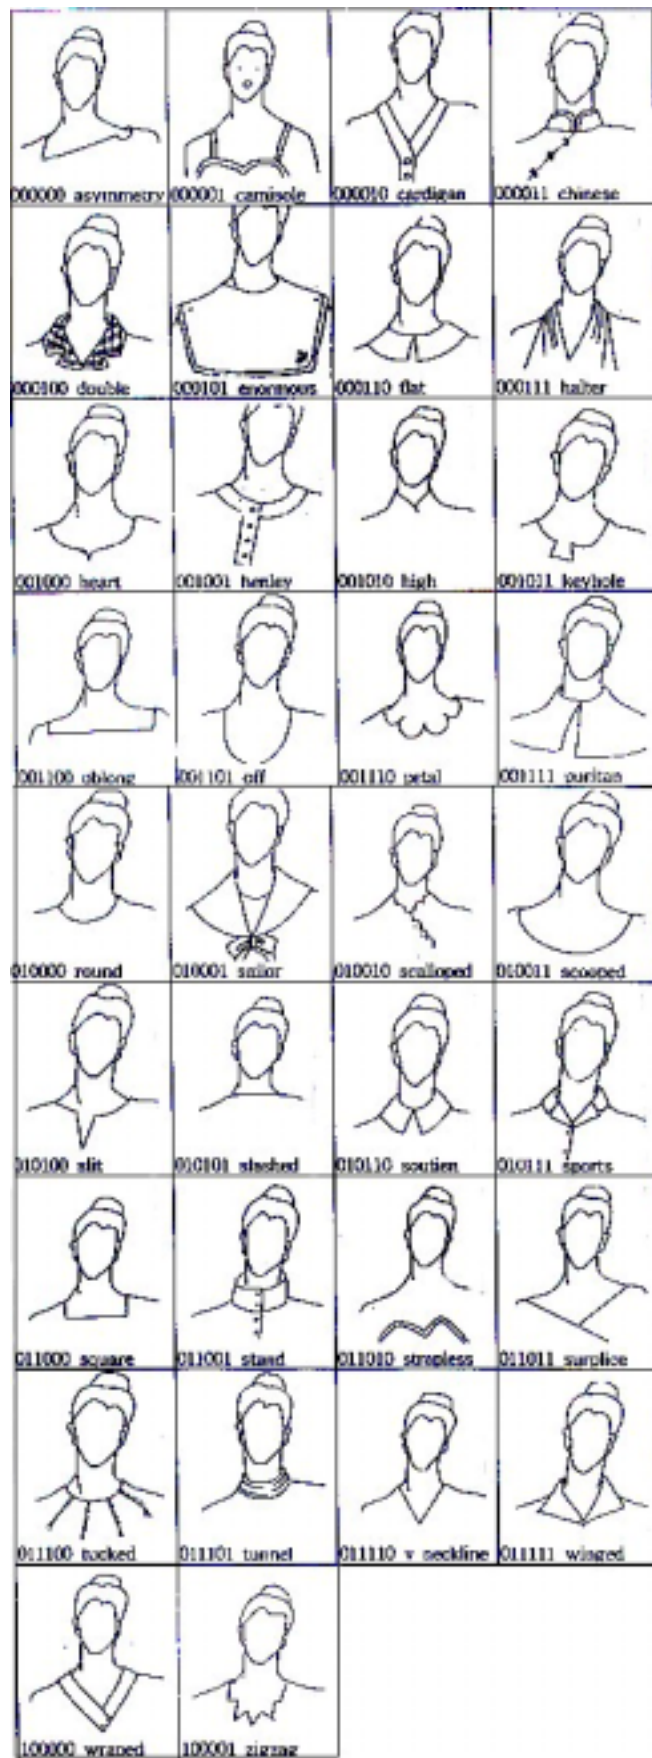 000000 asymmetry 000001 camisole 000010 cardigan 000011 chinese
000100 double 000101 enormous 000110 flat 000111 halter
001000 heart 001001 henley 001010 high 001011 keyhole
001100 oblong 001101 off 001110 petal 001111 puritan
010000 round 010001 sailor 010010 scalloped 010011 scooped
010100 slit 010101 slashed 010110 soutien 010111 sports
011000 square 011001 stand 011010 strapless 011011 surplice
011100 tucked 011101 tunnel 011110 v neckline 011111 winged
100000 wraped 100001 zigzag